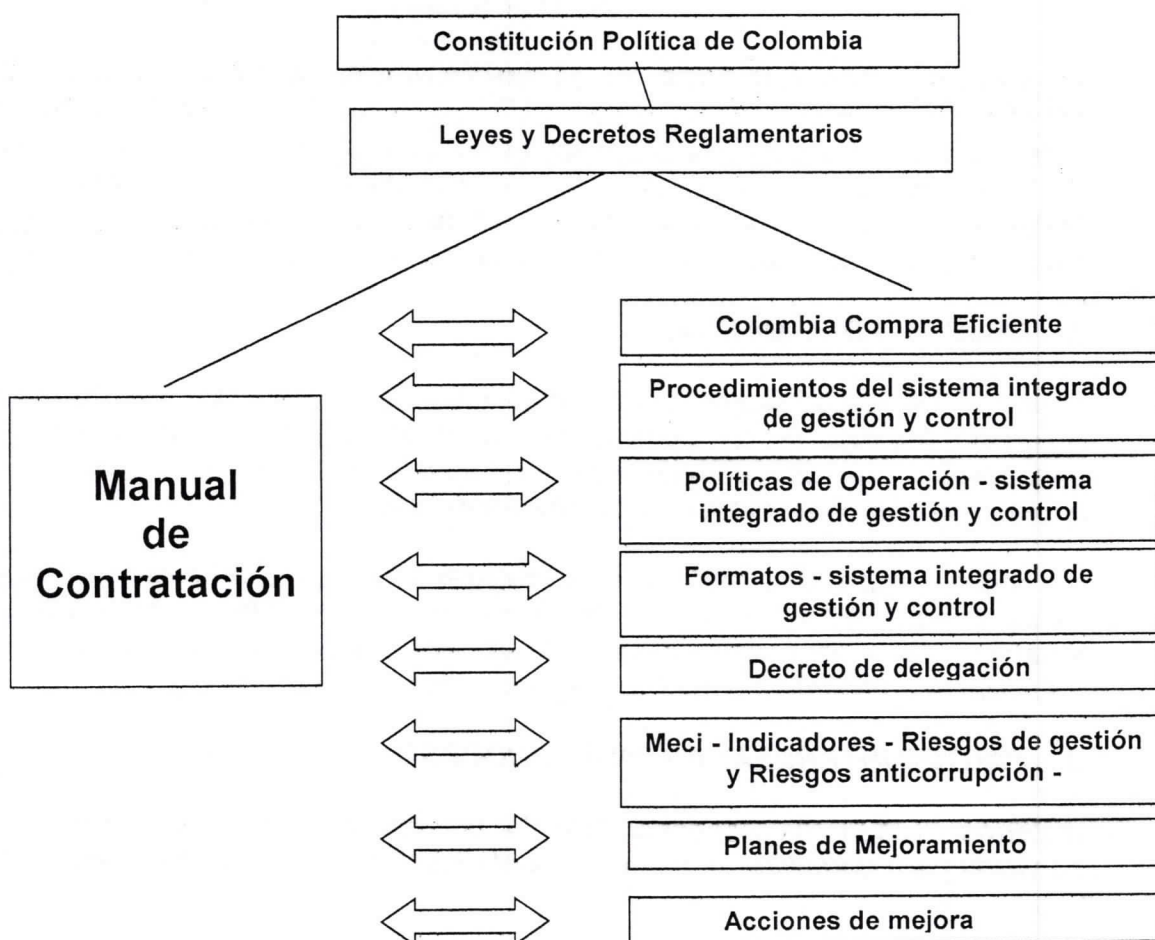 Constitución Política de Colombia
Leyes y Decretos Reglamentarios
Manual
de
Contratación
Colombia Compra Eficiente
Procedimientos del sistema integrado
de gestión y control
Políticas de Operación - sistema
integrado de gestión y control
Formatos - sistema integrado de
gestión y control
Decreto de delegación
Meci - Indicadores - Riesgos de gestión
y Riesgos anticorrupción -
Planes de Mejoramiento
Acciones de mejora